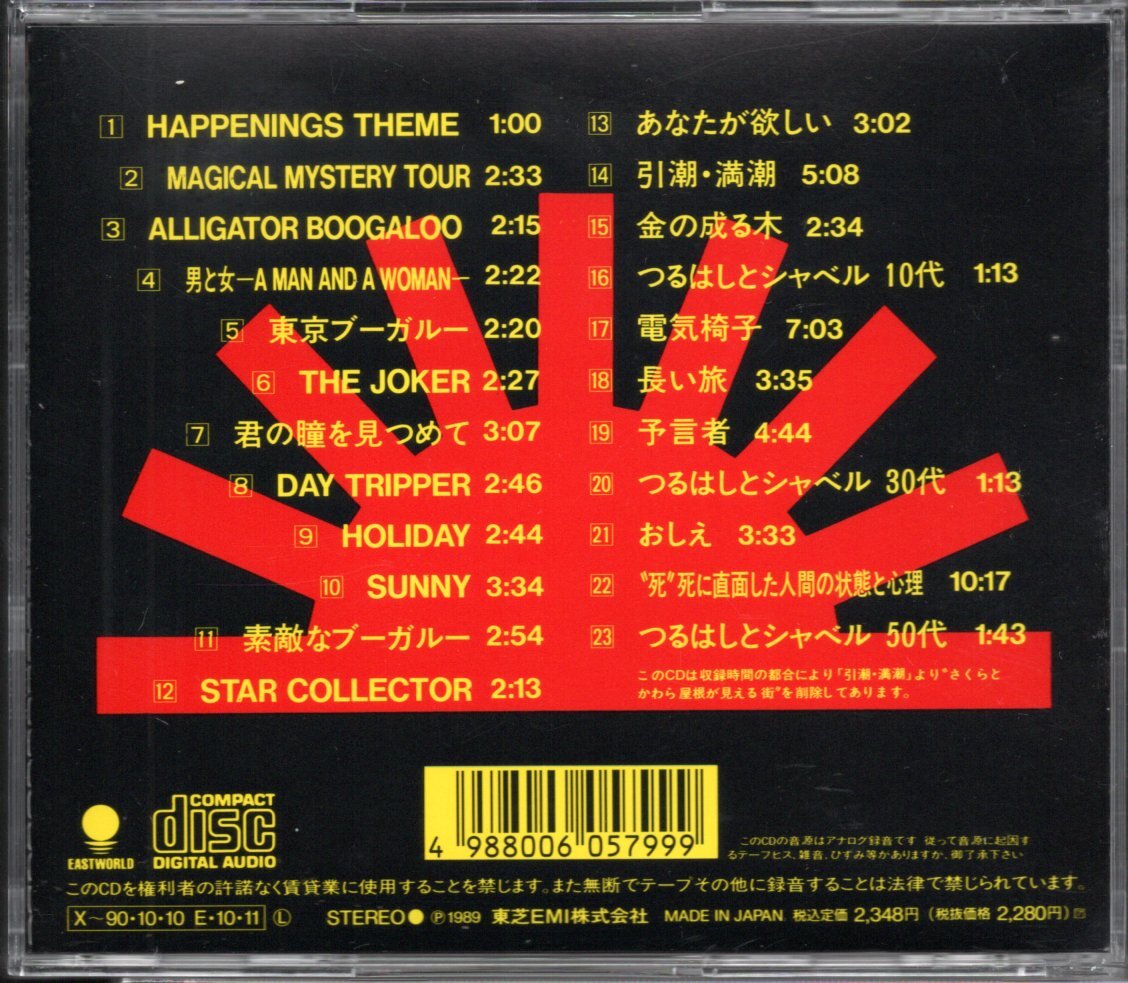 1 HAPPENINGS THEME 1:00
2 MAGICAL MYSTERY TOUR 2:33
3 ALLIGATOR BOOGALOO 2:15
4 男と女—A MAN AND A WOMAN— 2:22
5 東京ブーガルー 2:20
6 THE JOKER 2:27
7 君の瞳を見つめて 3:07
8 DAY TRIPPER 2:46
9 HOLIDAY 2:44
10 SUNNY 3:34
11 素敵なブーガルー 2:54
12 STAR COLLECTOR 2:13
13 あなたが欲しい 3:02
14 引潮・満潮 5:08
15 金の成る木 2:34
16 つるはしとシャベル 10代 1:13
17 電気椅子 7:03
18 長い旅 3:35
19 予言者 4:44
20 つるはしとシャベル 30代 1:13
21 おしえ 3:33
22 “死”死に直面した人間の状態と心理 10:17
23 つるはしとシャベル 50代 1:43
このCDは収録時間の都合により「引潮・満潮」より“さくらと
かわら屋根が見える街”を削除してあります。
EASTWORLD
COMPACT
disc
DIGITAL AUDIO
4 988006 057999
このCDの音源はアナログ録音です 従って音原に起因す
るテープヒス、雑音、ひずみ等がありますが、御了承下さい
このCDを権利者の許諾なく賃貸業に使用することを禁じます。また無断でテープその他に録音することは法律で禁じられています。
X～90・10・10 E・10・11 Ⓛ STEREO● ℗1989 東芝EMI株式会社 MADE IN JAPAN 税込定価 2,348円 (税抜価格 2,280円)